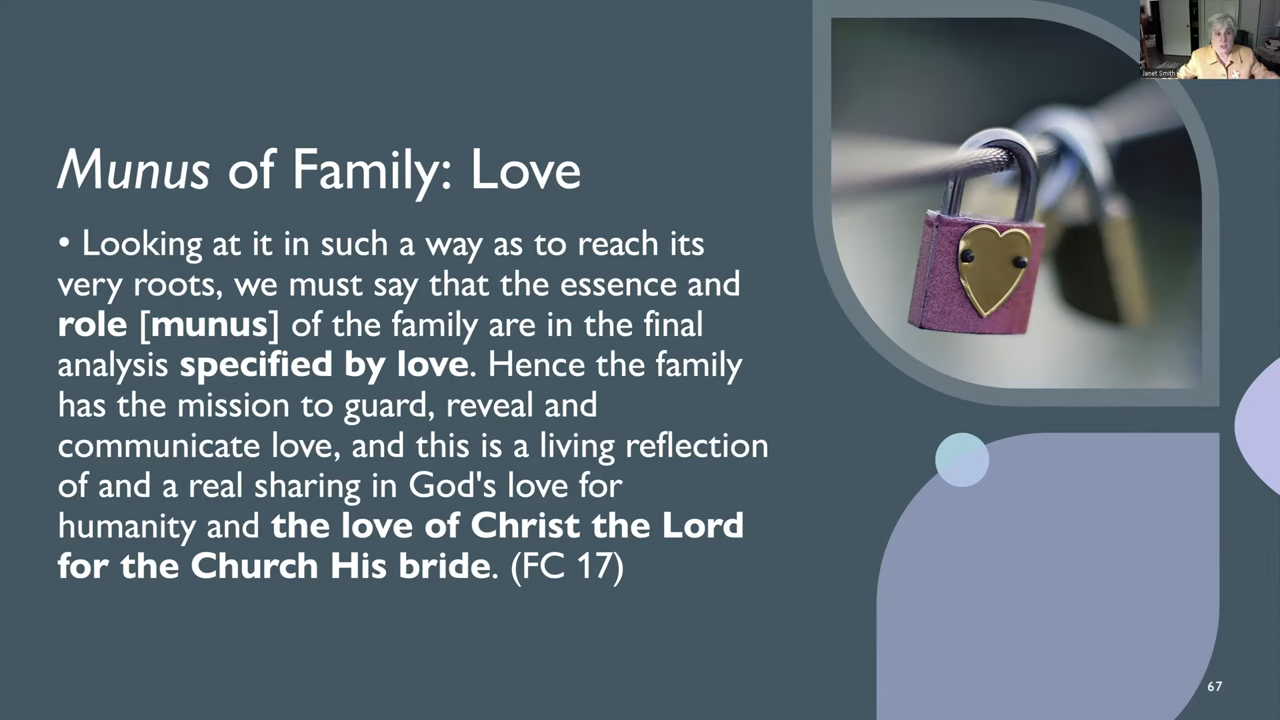 Janet Smith
Munus of Family: Love
• Looking at it in such a way as to reach its
very roots, we must say that the essence and
role [munus] of the family are in the final
analysis specified by love. Hence the family
has the mission to guard, reveal and
communicate love, and this is a living reflection
of and a real sharing in God's love for
humanity and the love of Christ the Lord
for the Church His bride. (FC 17)
67